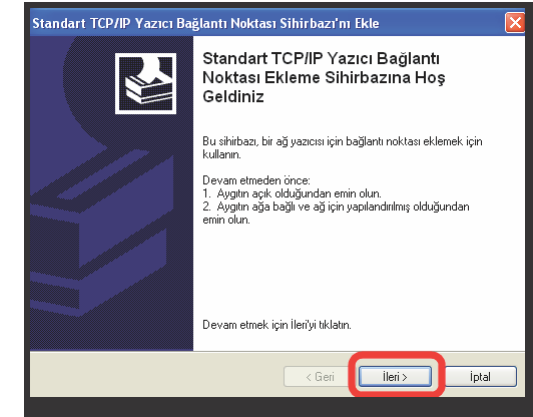 Standart TCP/IP Yazıcı Bağlantı Noktası Sihirbazı'nı Ekle
Standart TCP/IP Yazıcı Bağlantı
Noktası Ekleme Sihirbazına Hoş
Geldiniz
Bu sihirbazı, bir ağ yazıcısı için bağlantı noktası eklemek için
kullanın.
Devam etmeden önce:
1. Aygıtın açık olduğundan emin olun.
2. Aygıtın ağa bağlı ve ağ için yapılandırılmış olduğundan
emin olun.
Devam etmek için İleri'yi tıklatın.
< Geri
İleri >
İptal